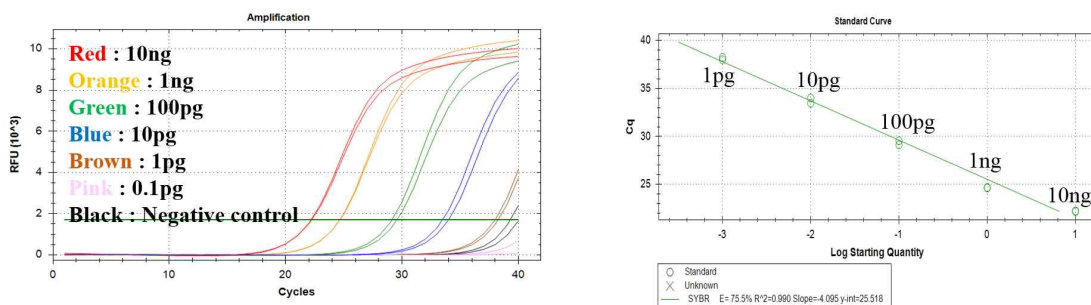 Amplification
10
8
6
4
2
0
RFU (10^3)
0
10
20
30
40
Cycles
Red : 10ng
Orange : 1ng
Green : 100pg
Blue : 10pg
Brown : 1pg
Pink : 0.1pg
Black : Negative control
Standard Curve
40
35
30
25
Cq
1pg
10pg
100pg
1ng
10ng
-3
-2
-1
0
1
Log Starting Quantity
Standard
Unknown
SYBR E= 75.5% R^2=0.990 Slope=-4.095 y-int=25.518